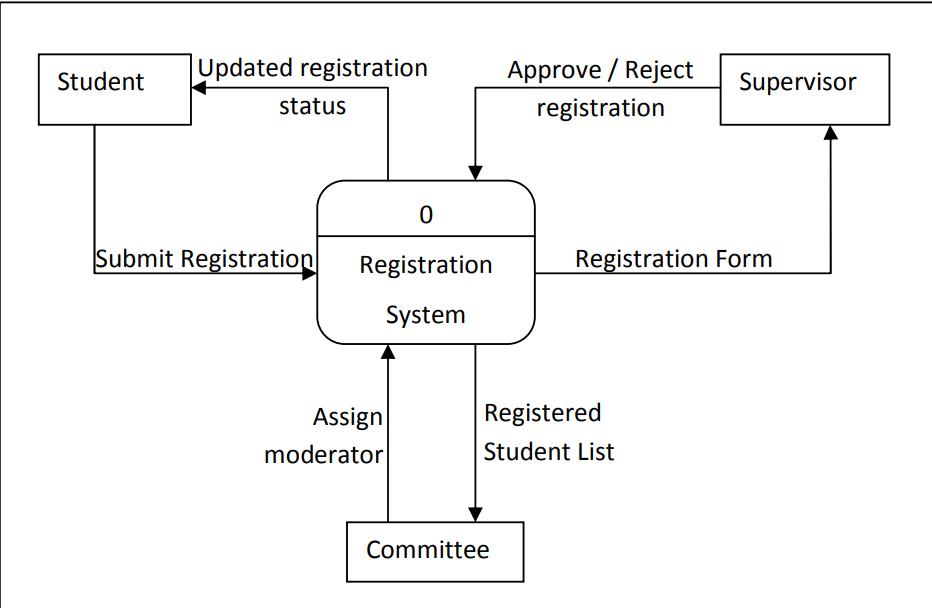 Student
Updated registration
status
Approve / Reject
registration
Supervisor
0
Registration
System
Submit Registration
Registration Form
Assign
moderator
Registered
Student List
Committee